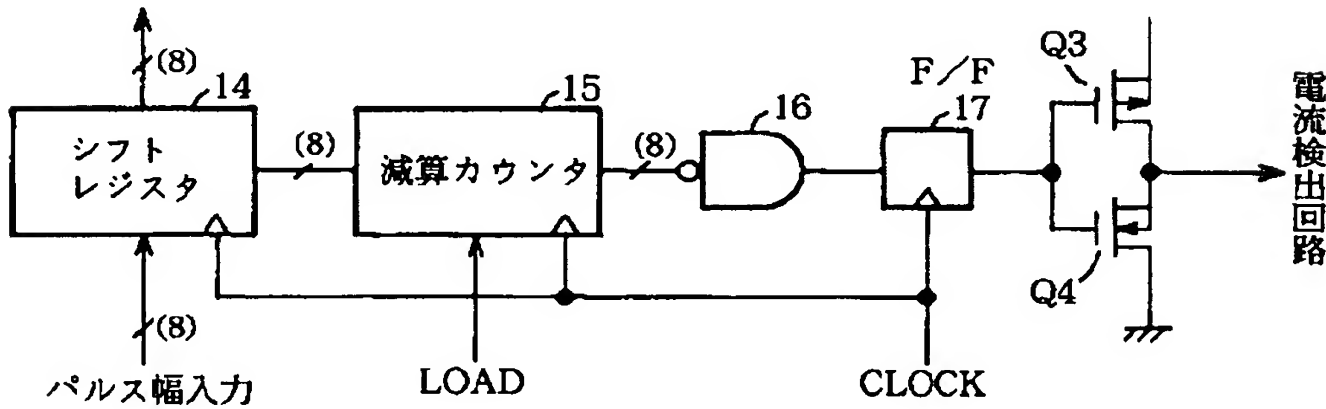 (8)
14
シフト
レジスタ
(8)
15
減算カウンタ
(8)
16
F/F
17
Q3
Q4
電流検出回路
(8)
パルス幅入力
LOAD
CLOCK